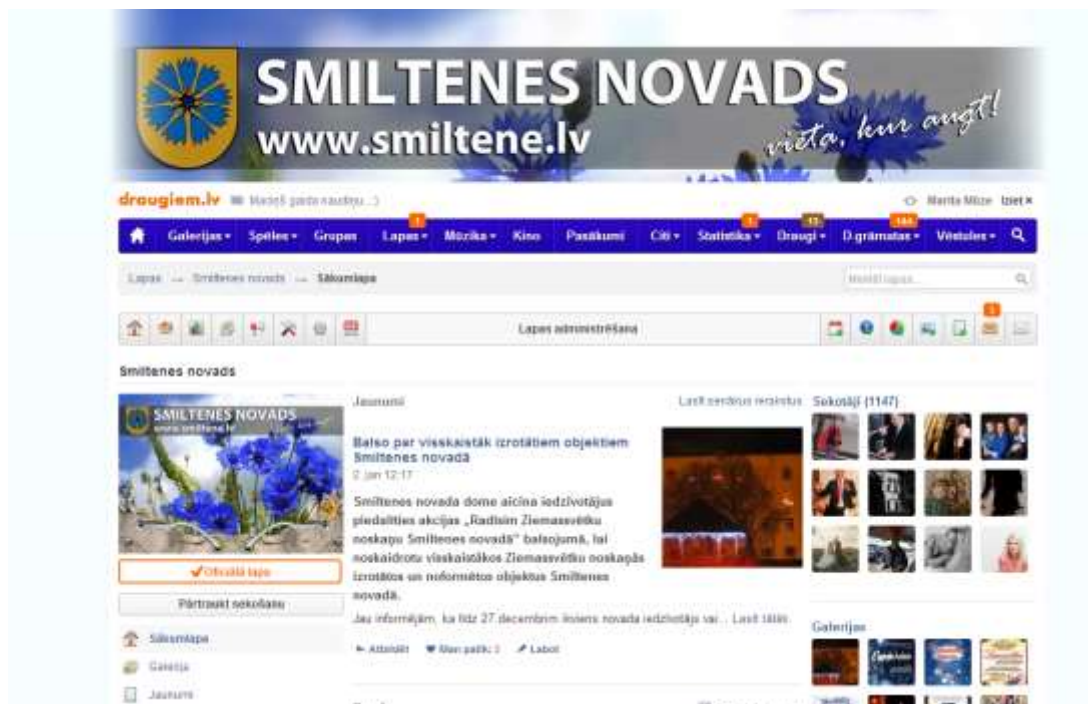 SMILTENES NOVADS
www.smiltene.lv
vieta, kur augt!
draugiem.lv
Iziet ×
Galerijas Spēles Grupas Lapas Mūzika Kino Pasākumi Citi Statistika Draugi D.grāmatas Vēstules
Lapas → Smiltenes novads → Sākumlapa
Lapas administrēšana
Smiltenes novads
SMILTENES NOVADS
www.smiltene.lv
Oficiālā lapa
Pārtraukt sekošanu
Sākumlapa
Galerija
Jaunumi
Jaunumi
Lasīt senākus ierakstus
Balso par visskaistāk izrotātiem objektiem
Smiltenes novadā
2. jan 12:17
Smiltenes novada dome aicina iedzīvotājus
piedalīties akcijas „Radīsim Ziemassvētku
noskaņu Smiltenes novadā" balsojumā, lai
noskaidrotu visskaistākos Ziemassvētku noskaņās
izrotātos un noformētos objektus Smiltenes
novadā.
Jau informējām, ka līdz 27.decembrim ikviens novada iedzīvotājs vai... Lasīt tālāk
Atbildēt Man patīk: Labot
Sekotāji (1147)
Galerijas